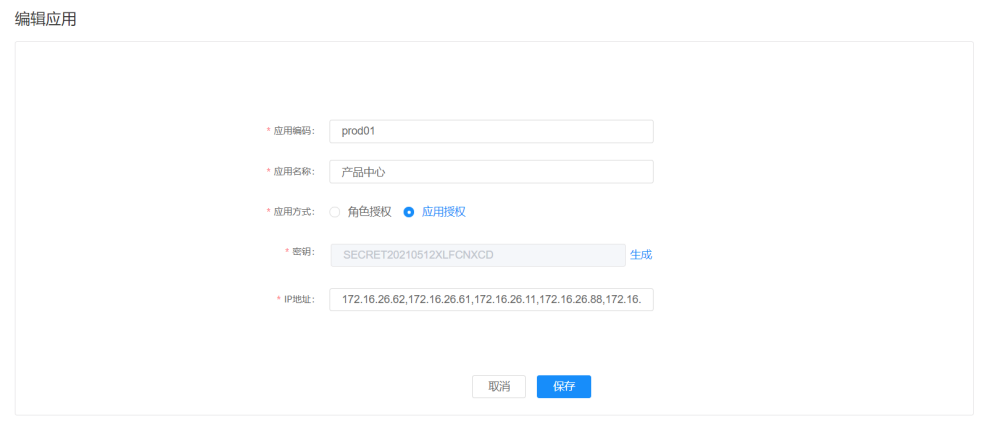 编辑应用
* 应用编码： prod01
* 应用名称： 产品中心
* 应用方式： 角色授权 应用授权
* 密钥： SECRET20210512XLFCNXCD 生成
* IP地址： 172.16.26.62,172.16.26.61,172.16.26.11,172.16.26.88,172.16.
取消 保存